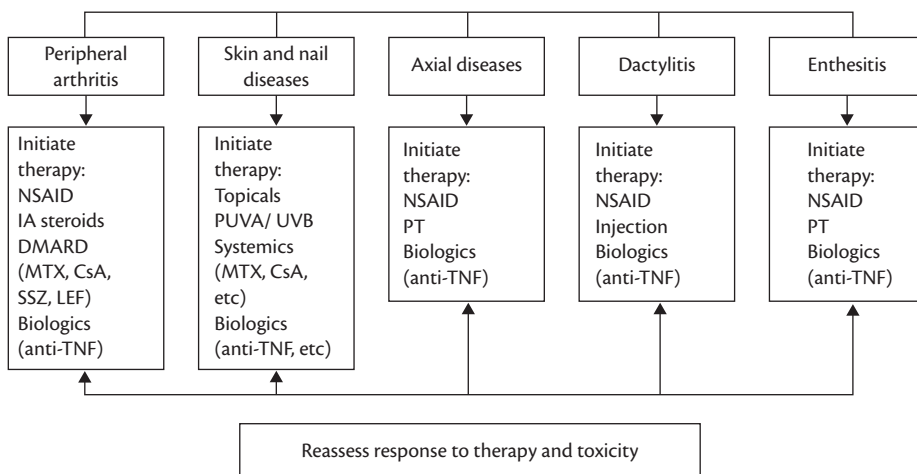 Peripheral
arthritis
Skin and nail
diseases
Axial diseases
Dactylitis
Enthesitis
Initiate
therapy:
NSAID
IA steroids
DMARD
(MTX, CsA,
SSZ, LEF)
Biologics
(anti-TNF)
Initiate
therapy:
Topicals
PUVA/ UVB
Systemics
(MTX, CsA,
etc)
Biologics
(anti-TNF, etc)
Initiate
therapy:
NSAID
PT
Biologics
(anti-TNF)
Initiate
therapy:
NSAID
Injection
Biologics
(anti-TNF)
Initiate
therapy:
NSAID
PT
Biologics
(anti-TNF)
Reassess response to therapy and toxicity